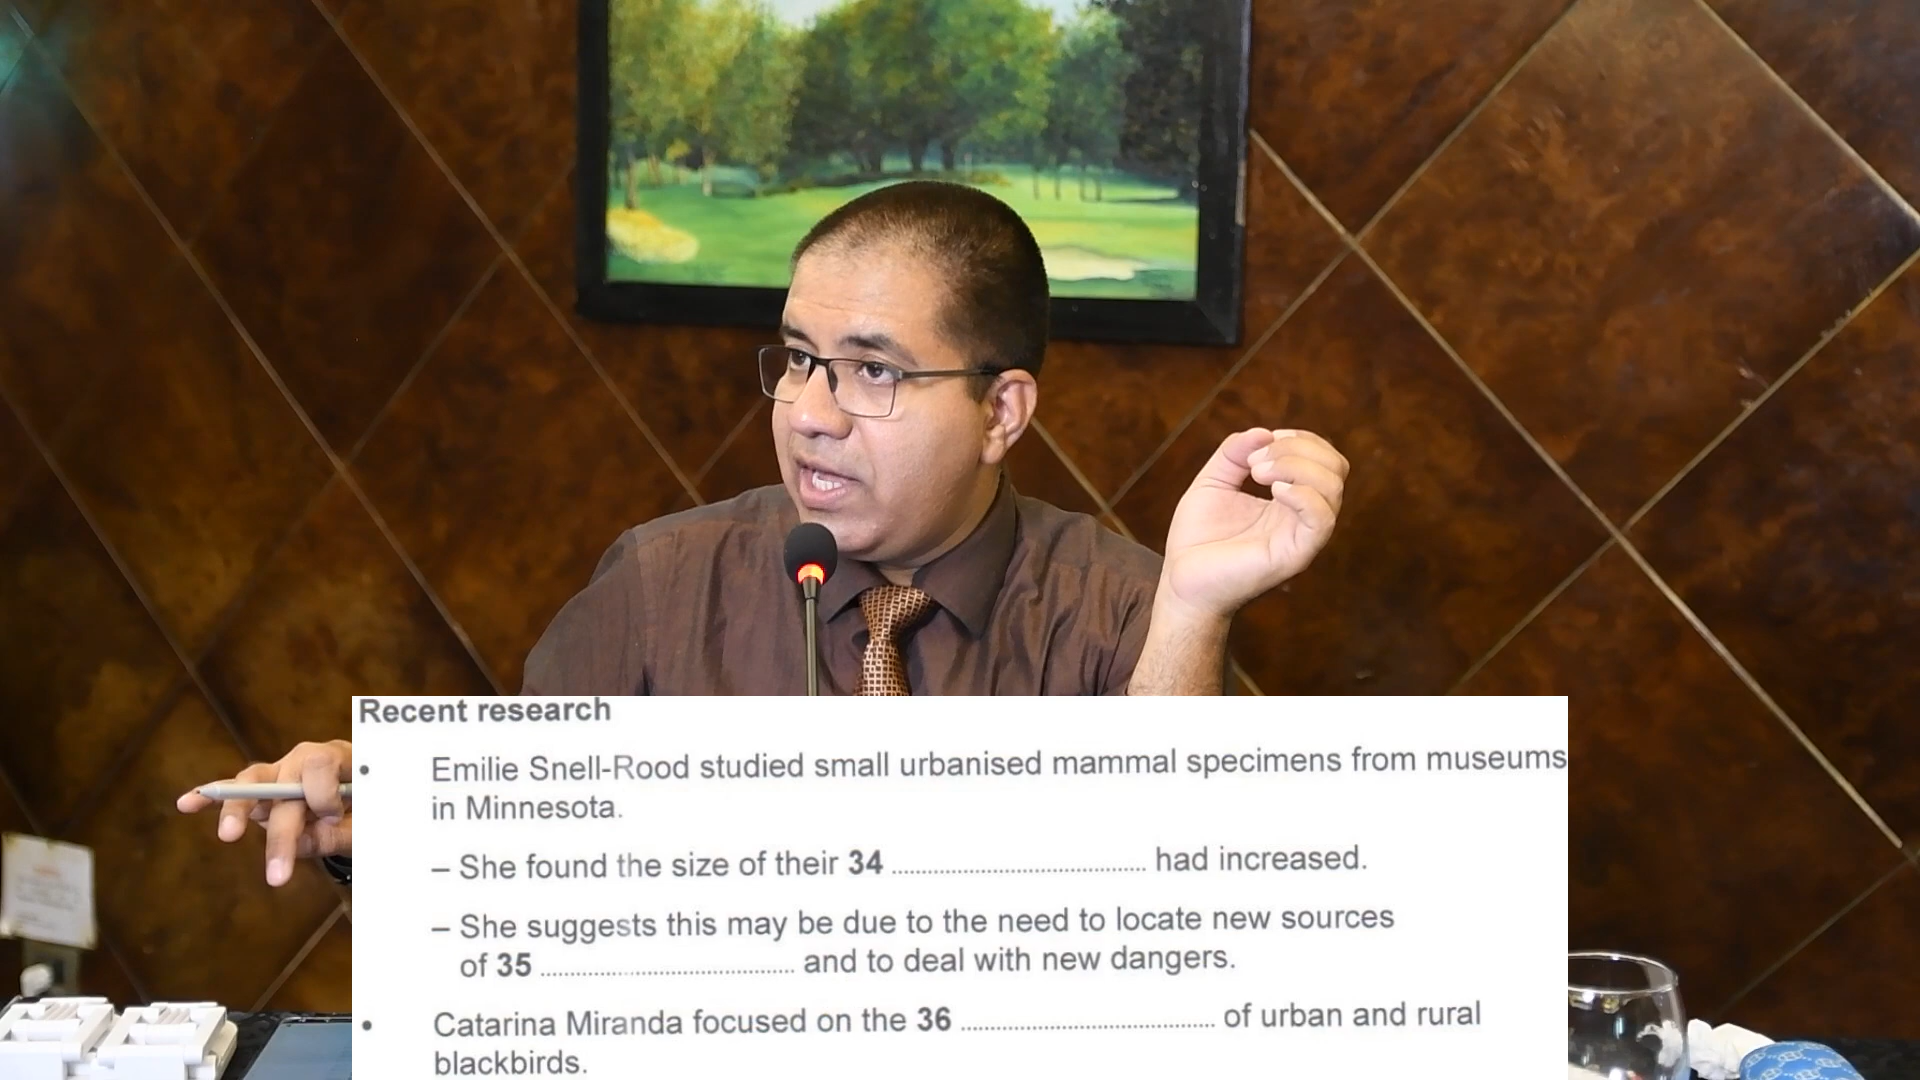 Recent research
• Emilie Snell-Rood studied small urbanised mammal specimens from museums
in Minnesota.
– She found the size of their 34 ........................................ had increased.
– She suggests this may be due to the need to locate new sources
of 35 ........................................ and to deal with new dangers.
• Catarina Miranda focused on the 36 ........................................ of urban and rural
blackbirds.